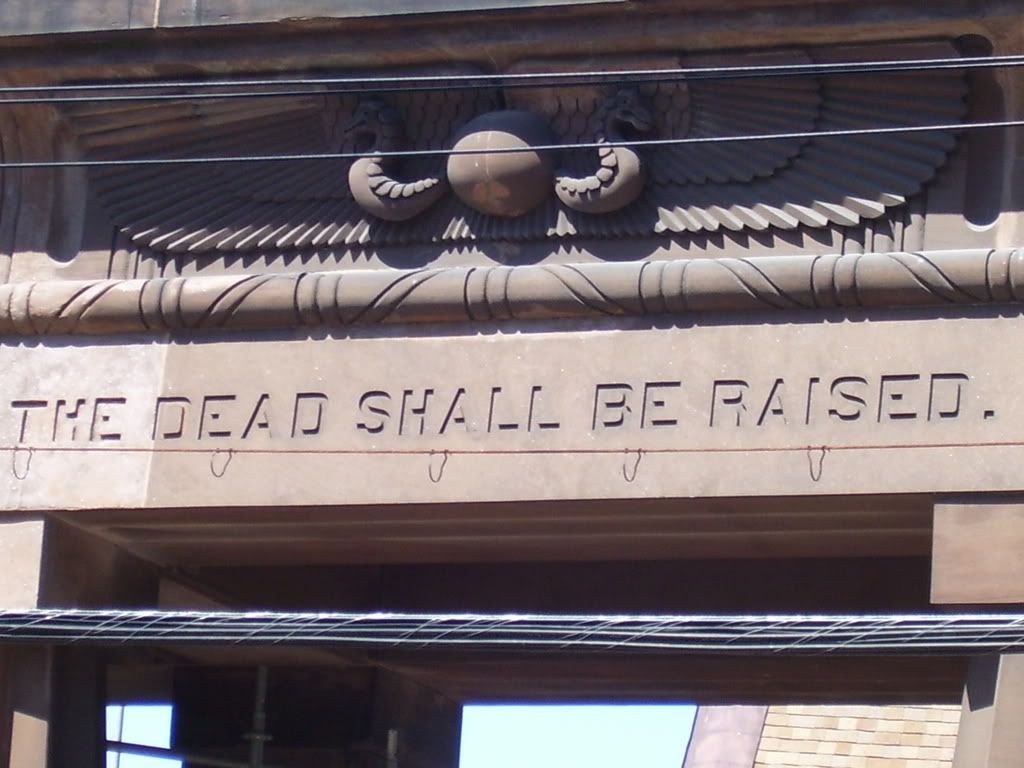 THE DEAD SHALL BE RAISED.